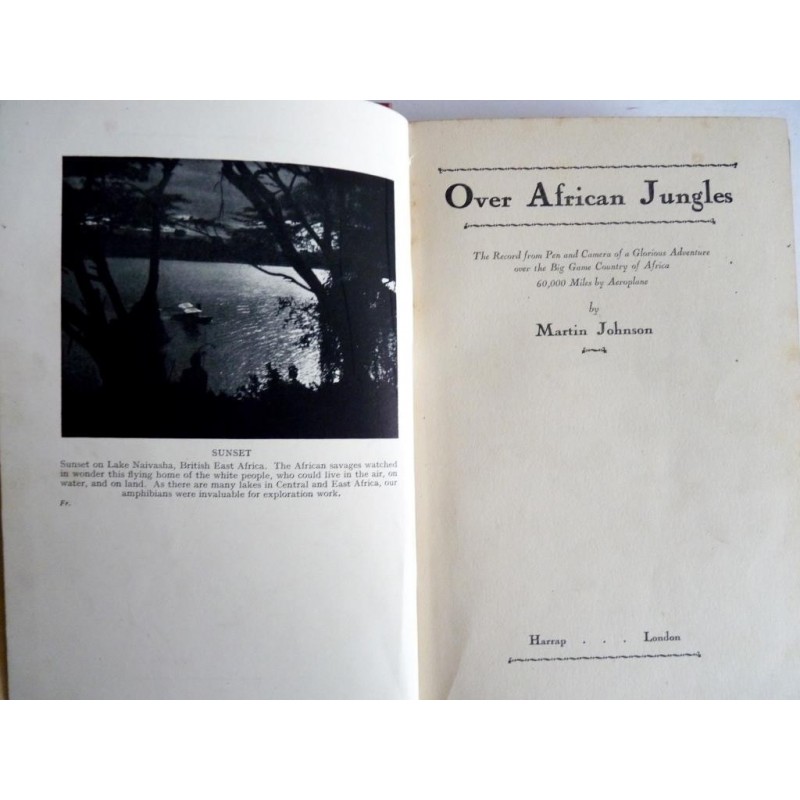 SUNSET
Sunset on Lake Naivasha, British East Africa. The African savages watched
in wonder this flying home of the white people, who could live in the air, on
water, and on land. As there are many lakes in Central and East Africa, our
amphibians were invaluable for exploration work.
Fr.
Over African Jungles
The Record from Pen and Camera of a Glorious Adventure
over the Big Game Country of Africa
60,000 Miles by Aeroplane
by
Martin Johnson
Harrap . . . London